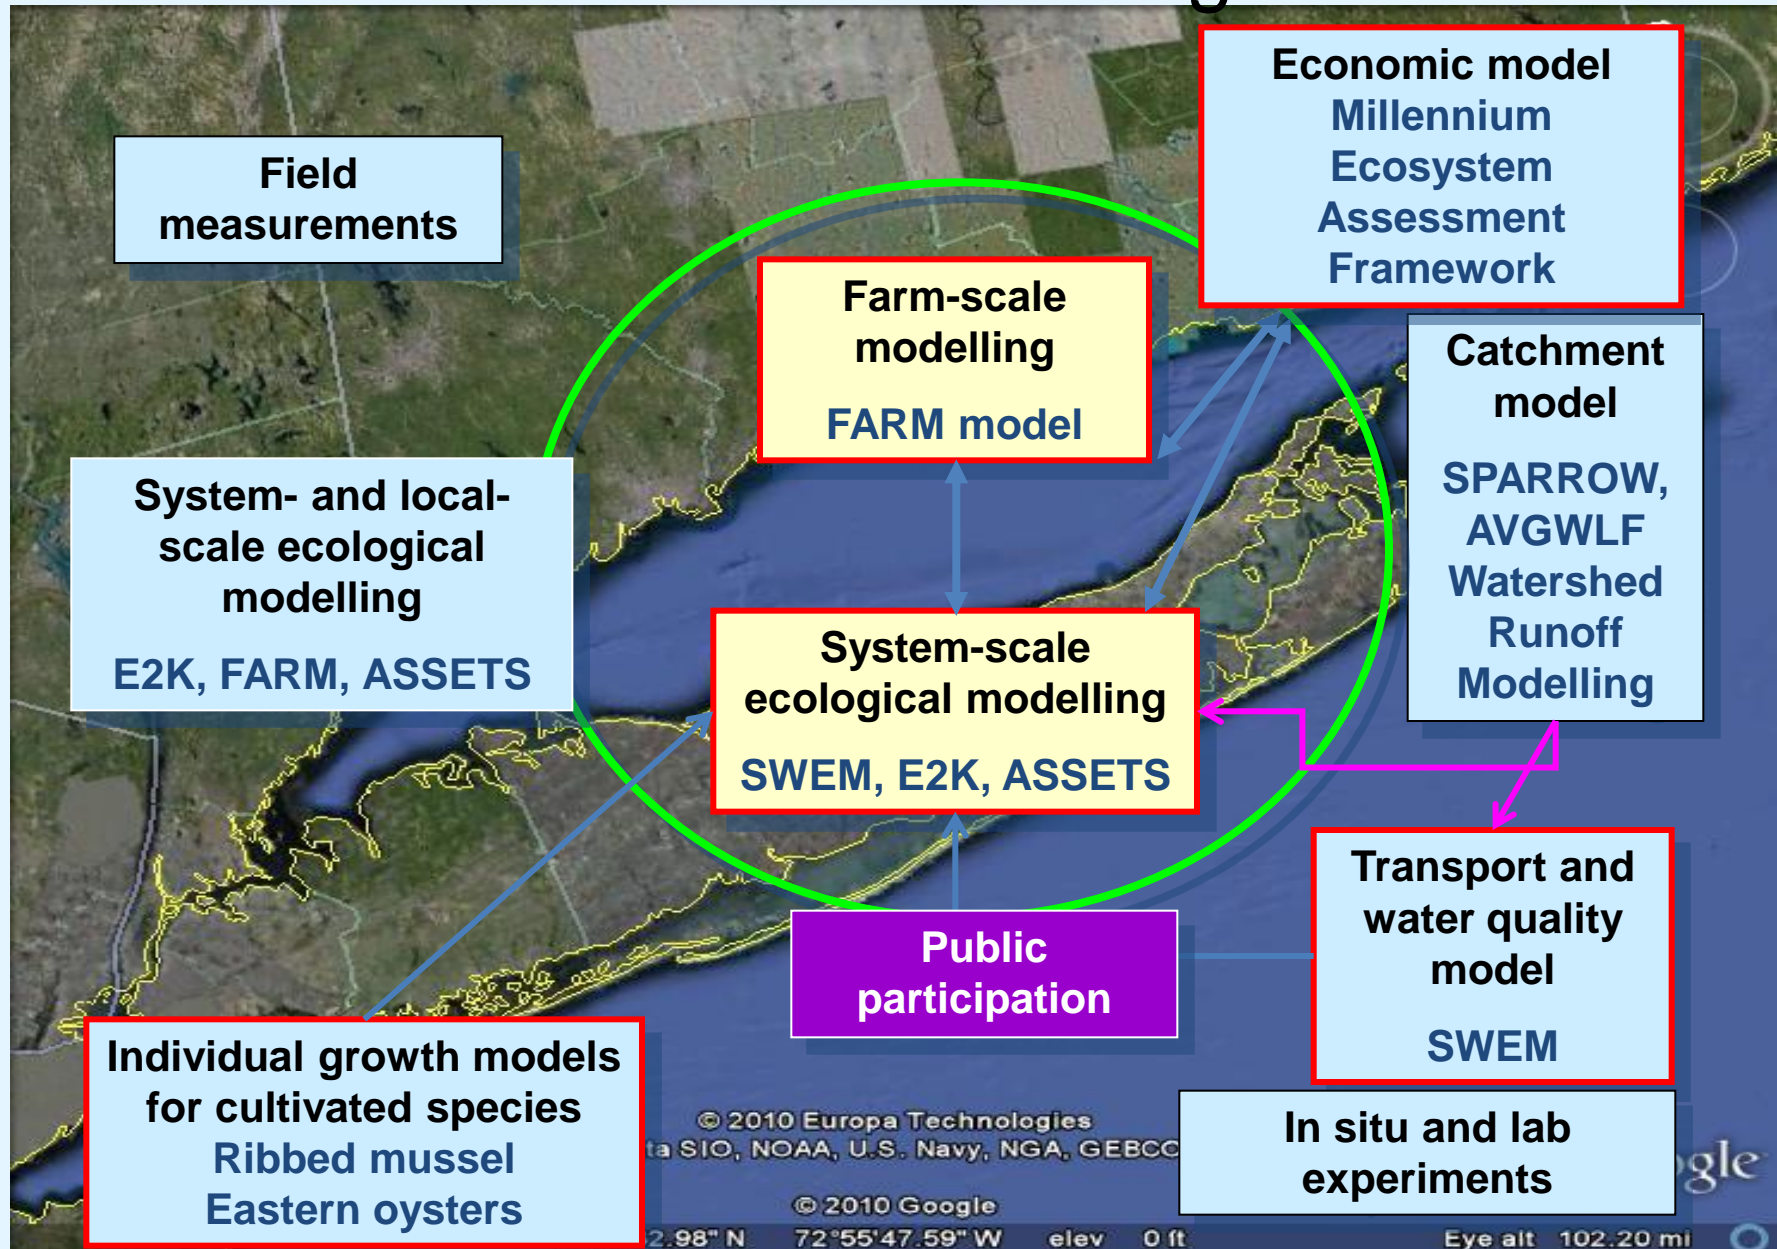 Economic model
Millennium
Ecosystem
Assessment
Framework
Field
measurements
Farm-scale
modelling
FARM model
Catchment
model
SPARROW,
AVGWLF
Watershed
Runoff
Modelling
System- and local-
scale ecological
modelling
E2K, FARM, ASSETS
System-scale
ecological modelling
SWEM, E2K, ASSETS
Transport and
water quality
model
SWEM
Public
participation
Individual growth models
for cultivated species
Ribbed mussel
Eastern oysters
In situ and lab
experiments
© 2010 Europa Technologies
ta SIO, NOAA, U.S. Navy, NGA, GEBCO
© 2010 Google
gle
2.98" N 72°55'47.59" W elev 0 ft Eye alt 102.20 mi